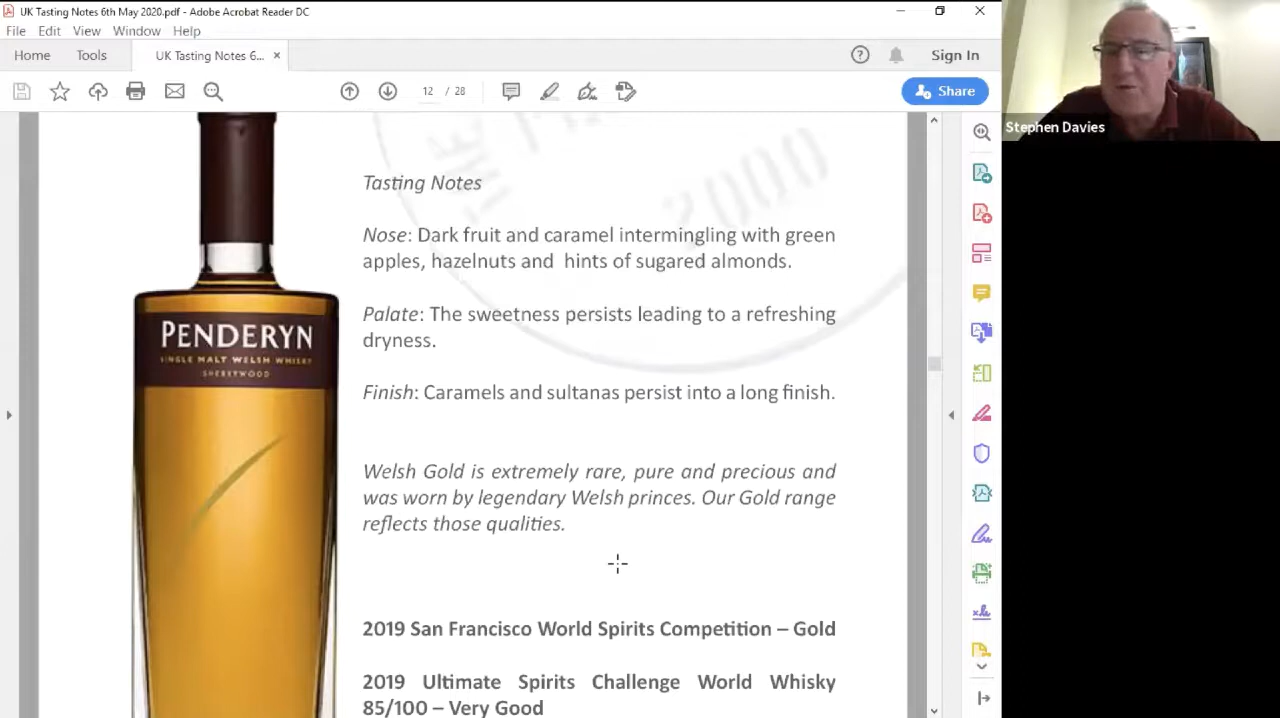 UK Tasting Notes 6th May 2020.pdf - Adobe Acrobat Reader DC
File Edit View Window Help
Home Tools UK Tasting Notes 6... ×
Sign In
12 / 28
Share
Stephen Davies
2000
Tasting Notes
Nose: Dark fruit and caramel intermingling with green
apples, hazelnuts and hints of sugared almonds.
Palate: The sweetness persists leading to a refreshing
dryness.
Finish: Caramels and sultanas persist into a long finish.
PENDERYN
SINGLE MALT WELSH WHISKY
SHERRYWOOD
Welsh Gold is extremely rare, pure and precious and
was worn by legendary Welsh princes. Our Gold range
reflects those qualities.
2019 San Francisco World Spirits Competition – Gold
2019 Ultimate Spirits Challenge World Whisky
85/100 – Very Good